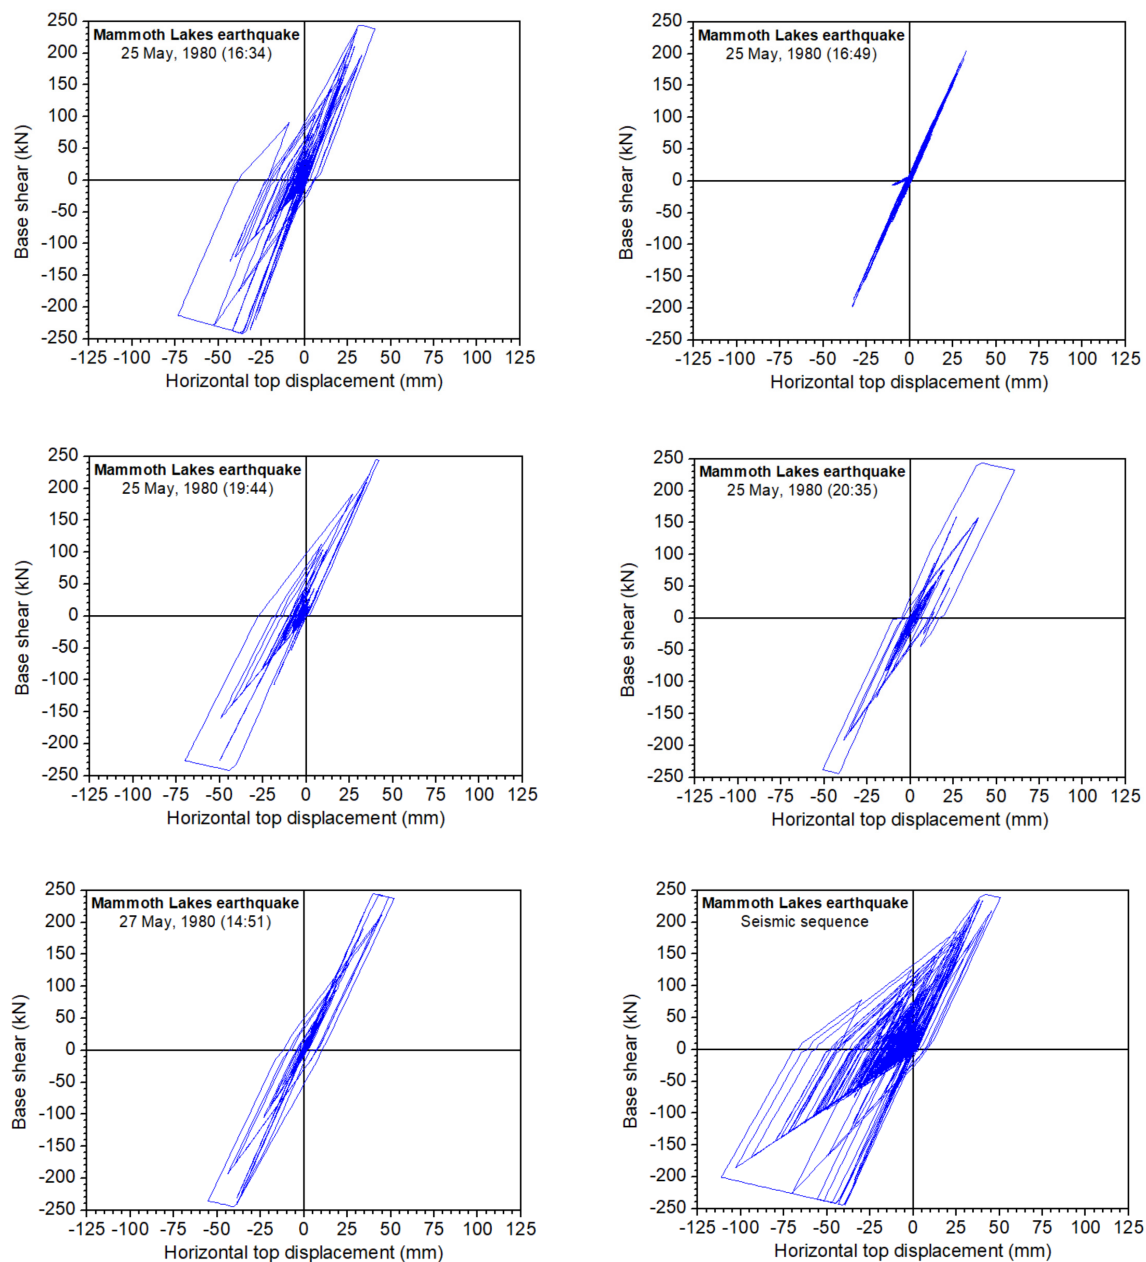 Mammoth Lakes earthquake
25 May, 1980 (16:34)
250
200
150
100
50
0
-50
-100
-150
-200
-250
Base shear (kN)
-125 -100 -75 -50 -25 0 25 50 75 100 125
Horizontal top displacement (mm)
Mammoth Lakes earthquake
25 May, 1980 (16:49)
250
200
150
100
50
0
-50
-100
-150
-200
-250
Base shear (kN)
-125 -100 -75 -50 -25 0 25 50 75 100 125
Horizontal top displacement (mm)
Mammoth Lakes earthquake
25 May, 1980 (19:44)
250
200
150
100
50
0
-50
-100
-150
-200
-250
Base shear (kN)
-125 -100 -75 -50 -25 0 25 50 75 100 125
Horizontal top displacement (mm)
Mammoth Lakes earthquake
25 May, 1980 (20:35)
250
200
150
100
50
0
-50
-100
-150
-200
-250
Base shear (kN)
-125 -100 -75 -50 -25 0 25 50 75 100 125
Horizontal top displacement (mm)
Mammoth Lakes earthquake
27 May, 1980 (14:51)
250
200
150
100
50
0
-50
-100
-150
-200
-250
Base shear (kN)
-125 -100 -75 -50 -25 0 25 50 75 100 125
Horizontal top displacement (mm)
Mammoth Lakes earthquake
Seismic sequence
250
200
150
100
50
0
-50
-100
-150
-200
-250
Base shear (kN)
-125 -100 -75 -50 -25 0 25 50 75 100 125
Horizontal top displacement (mm)